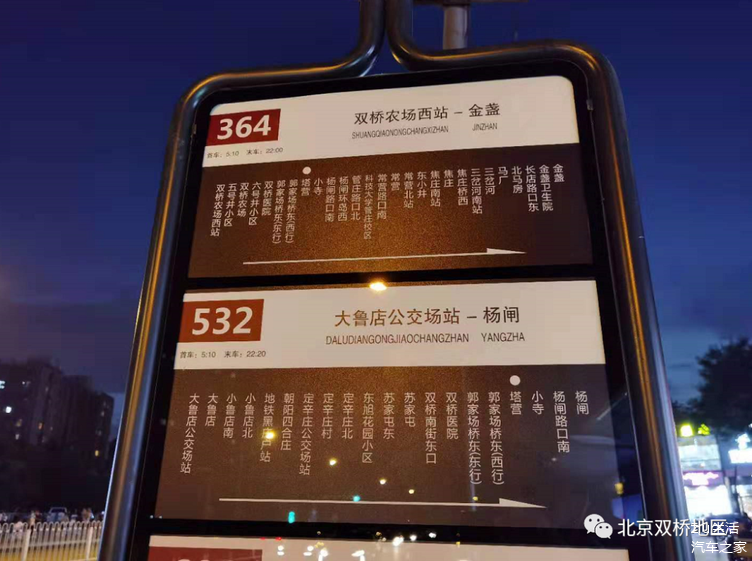 364
双桥农场西站 – 金盏
SHUANGQIAONONGCHANGXIZHAN JINZHAN
首车: 5:10 末车: 22:00
双桥农场西站
五号井小区
双桥农场
六号井小区
双桥医院
郭家场桥东(东行)
郭家场桥东(西行)
塔营
小寺
杨闸路口南
杨闸环岛西
管庄路口北
科技大学管庄校区
常营路口南
常营
常营北站
东小井
焦庄南站
焦庄
焦庄桥西
三岔河南站
三岔河
马厂
北马房
长店路口东
金盏卫生院
金盏
532
大鲁店公交场站 – 杨闸
DALUDIANGONGJIAOCHANGZHAN YANGZHA
首车: 5:10 末车: 22:20
大鲁店公交场站
大鲁店
小鲁店南
小鲁店北
地铁黑庄户站
朝阳四合庄
定辛庄公交场站
定辛庄村
定辛庄北
东旭花园小区
苏家屯东
苏家屯
双桥南街东口
双桥医院
郭家场桥东(东行)
郭家场桥东(西行)
塔营
小寺
杨闸路口南
杨闸
北京双桥地区生活
汽车之家